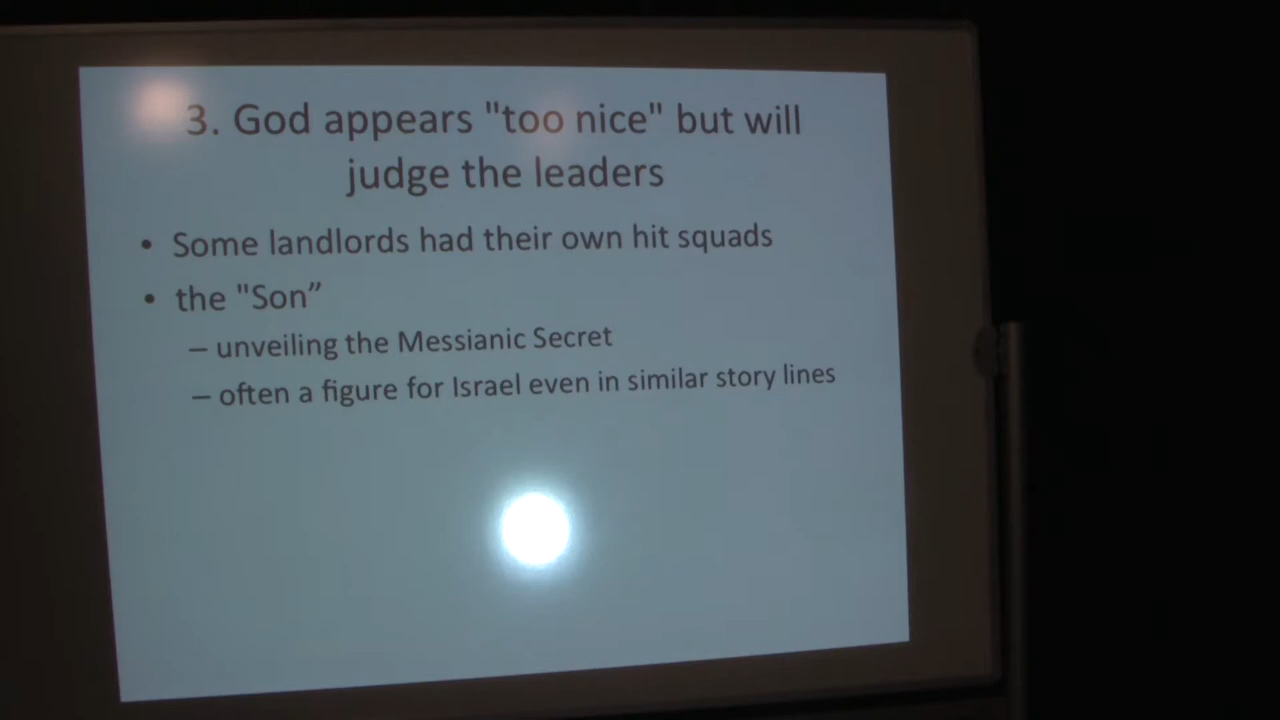 3. God appears "too nice" but will
judge the leaders
• Some landlords had their own hit squads
• the "Son”
– unveiling the Messianic Secret
– often a figure for Israel even in similar story lines